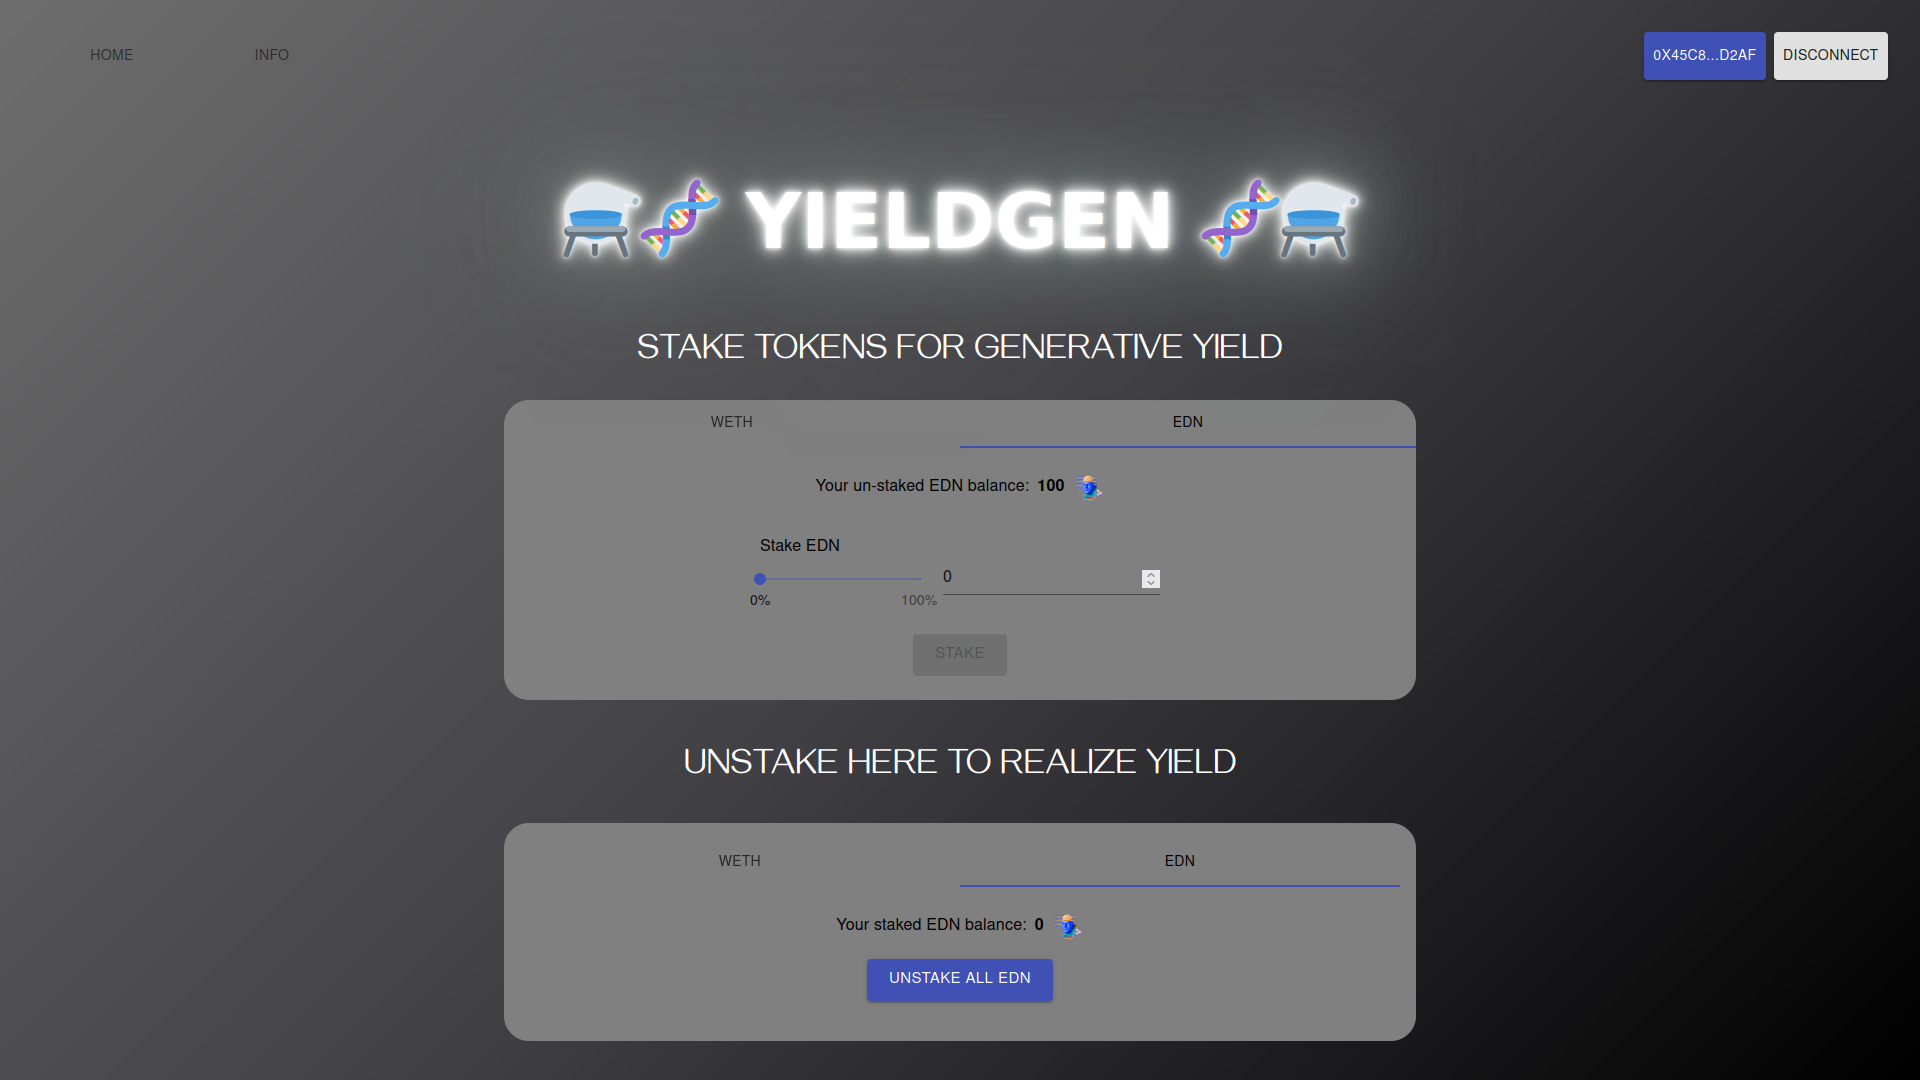 HOME INFO 0X45C8...D2AF DISCONNECT
YIELDGEN
STAKE TOKENS FOR GENERATIVE YIELD
WETH EDN
Your un-staked EDN balance: 100
Stake EDN
0
0% 100%
STAKE
UNSTAKE HERE TO REALIZE YIELD
WETH EDN
Your staked EDN balance: 0
UNSTAKE ALL EDN